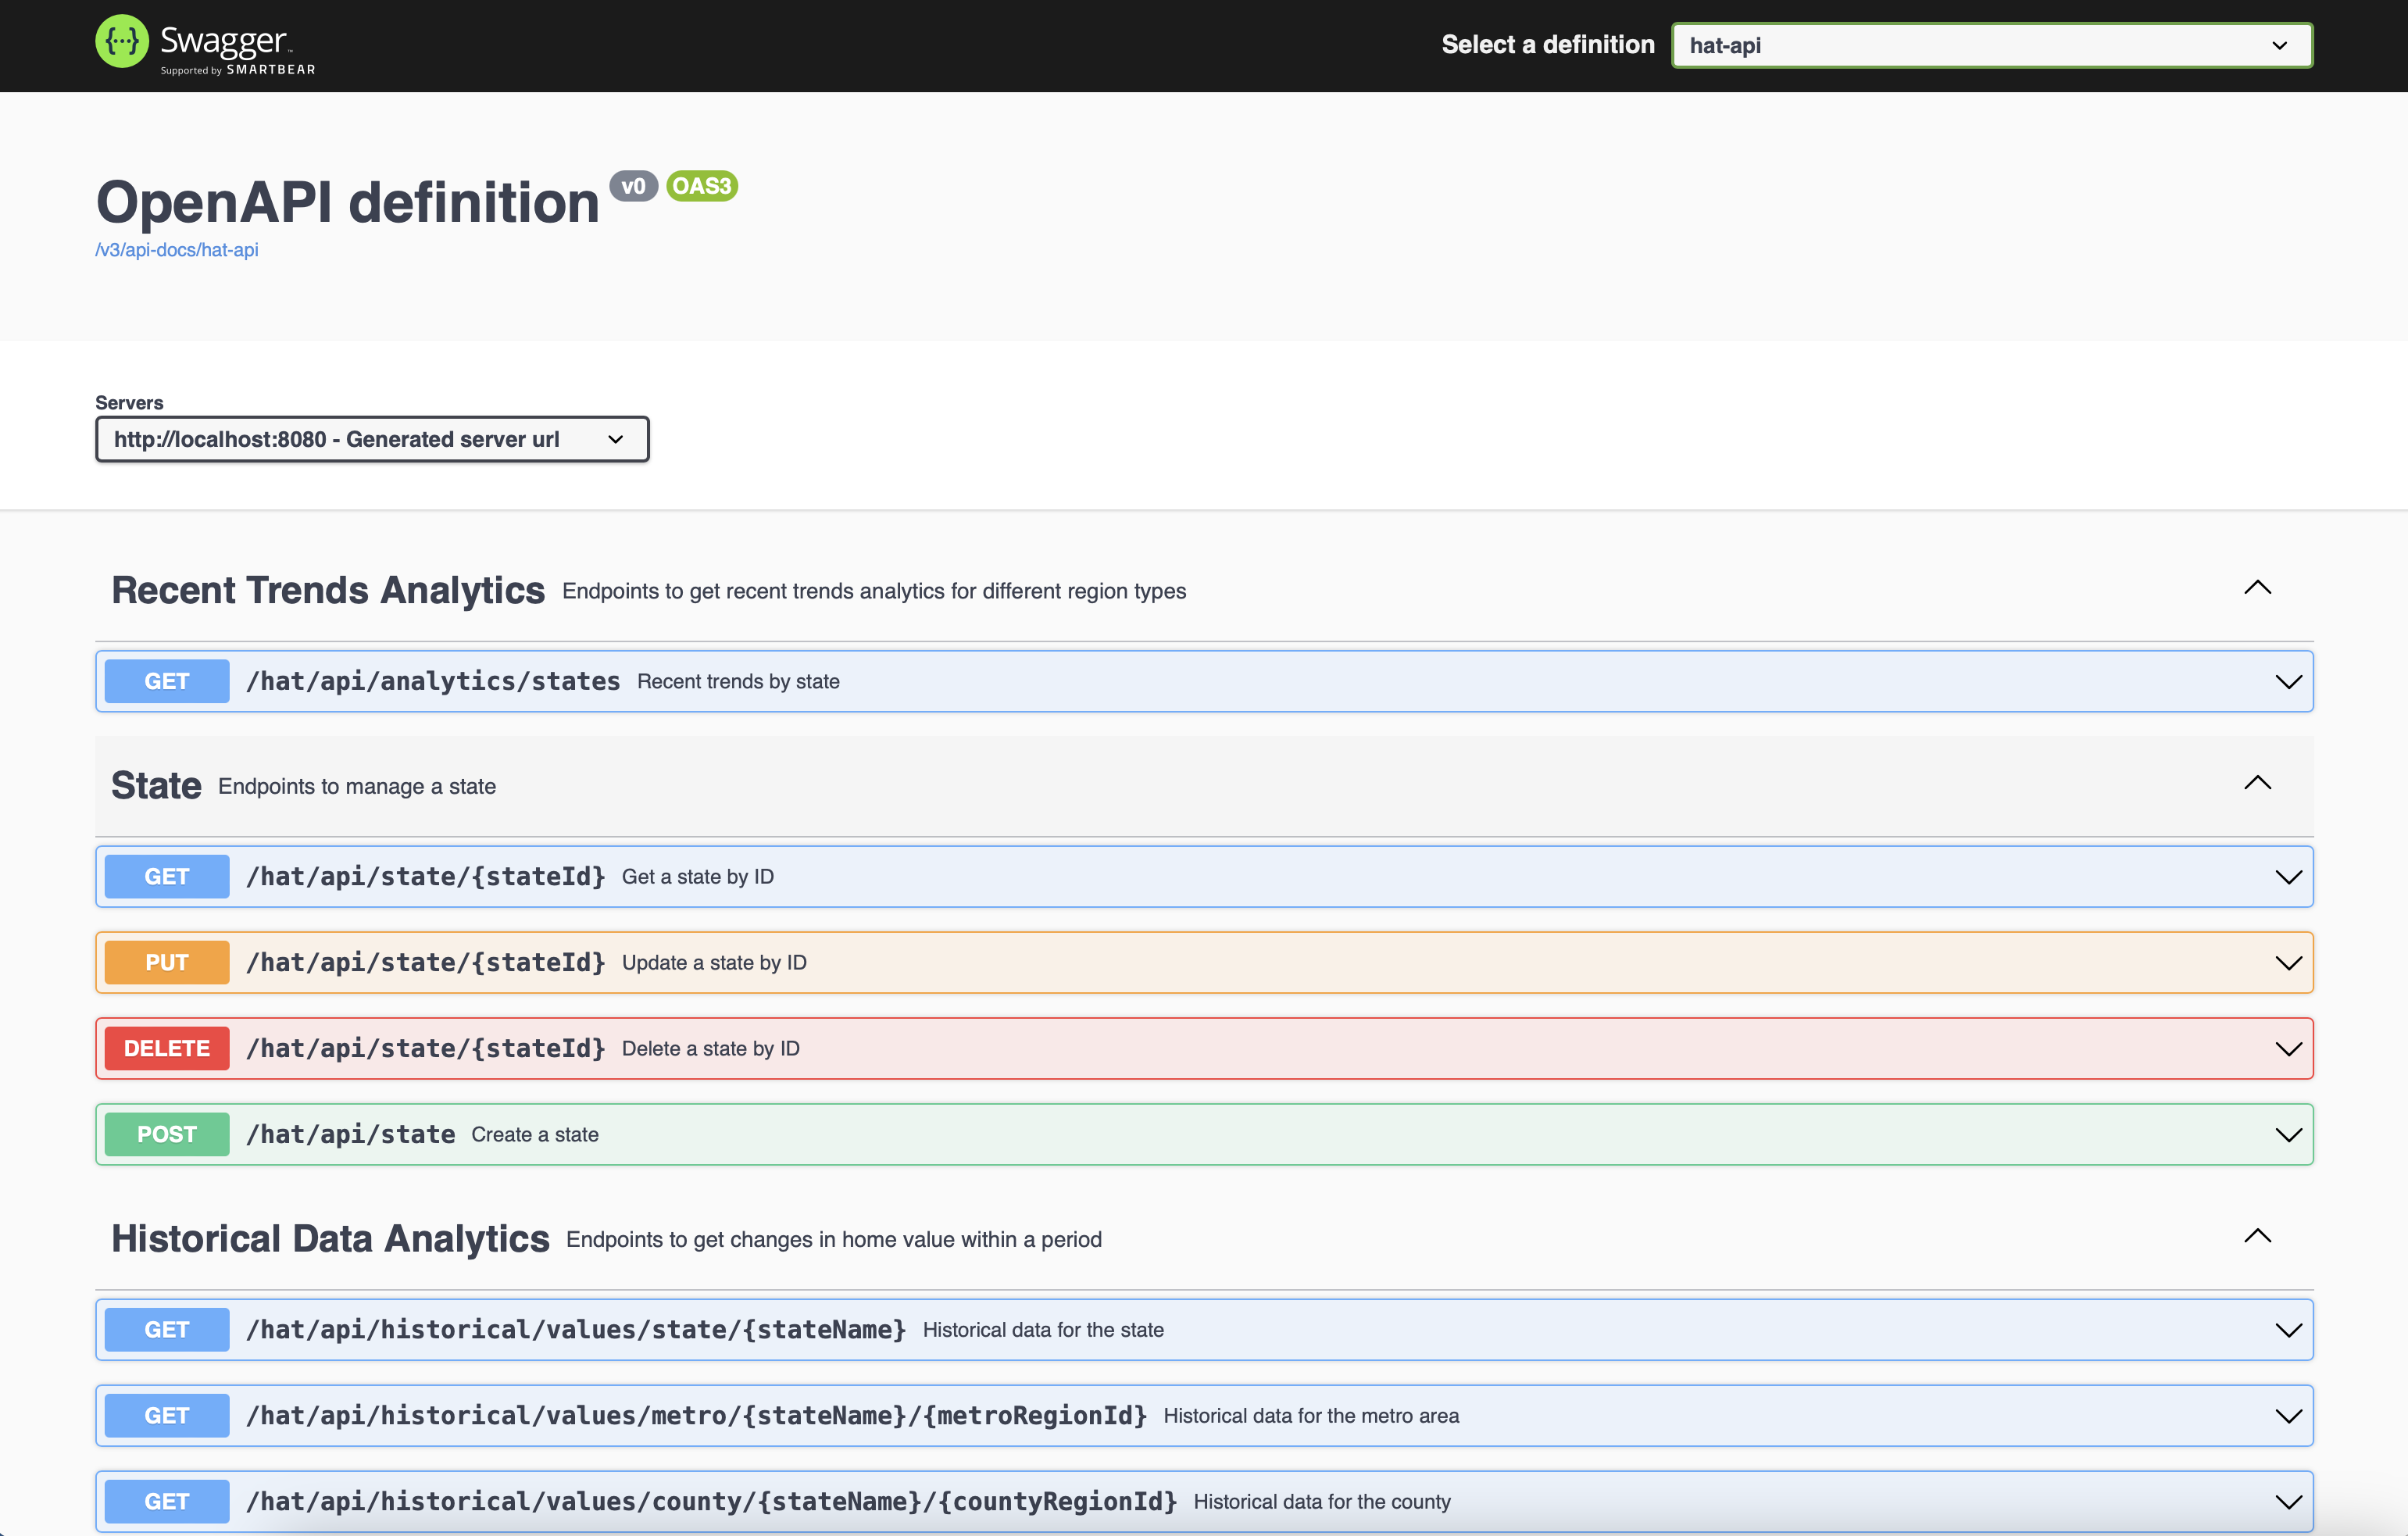 {···} Swagger™
Supported by SMARTBEAR
Select a definition
hat-api
OpenAPI definition v0 OAS3
/v3/api-docs/hat-api
Servers
http://localhost:8080 - Generated server url
Recent Trends Analytics Endpoints to get recent trends analytics for different region types
GET /hat/api/analytics/states Recent trends by state
State Endpoints to manage a state
GET /hat/api/state/{stateId} Get a state by ID
PUT /hat/api/state/{stateId} Update a state by ID
DELETE /hat/api/state/{stateId} Delete a state by ID
POST /hat/api/state Create a state
Historical Data Analytics Endpoints to get changes in home value within a period
GET /hat/api/historical/values/state/{stateName} Historical data for the state
GET /hat/api/historical/values/metro/{stateName}/{metroRegionId} Historical data for the metro area
GET /hat/api/historical/values/county/{stateName}/{countyRegionId} Historical data for the county